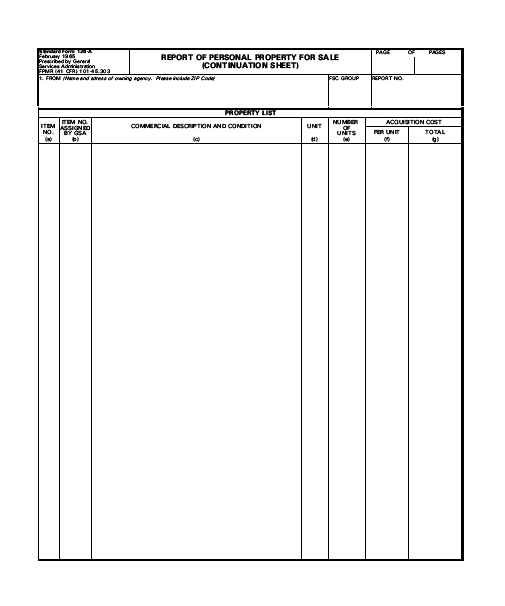 Standard Form 126-A
February 1965
Prescribed by General
Services Administration
FPMR (41 CFR) 101-45.303
REPORT OF PERSONAL PROPERTY FOR SALE
(CONTINUATION SHEET)
PAGE OF PAGES
1. FROM (Name and adress of owning agency. Please include ZIP Code)
FSC GROUP
REPORT NO.
PROPERTY LIST
ITEM
NO.
(a)
ITEM NO.
ASSIGNED
BY GSA
(b)
COMMERCIAL DESCRIPTION AND CONDITION
(c)
UNIT
(d)
NUMBER
OF
UNITS
(e)
ACQUISITION COST
PER UNIT
(f)
TOTAL
(g)